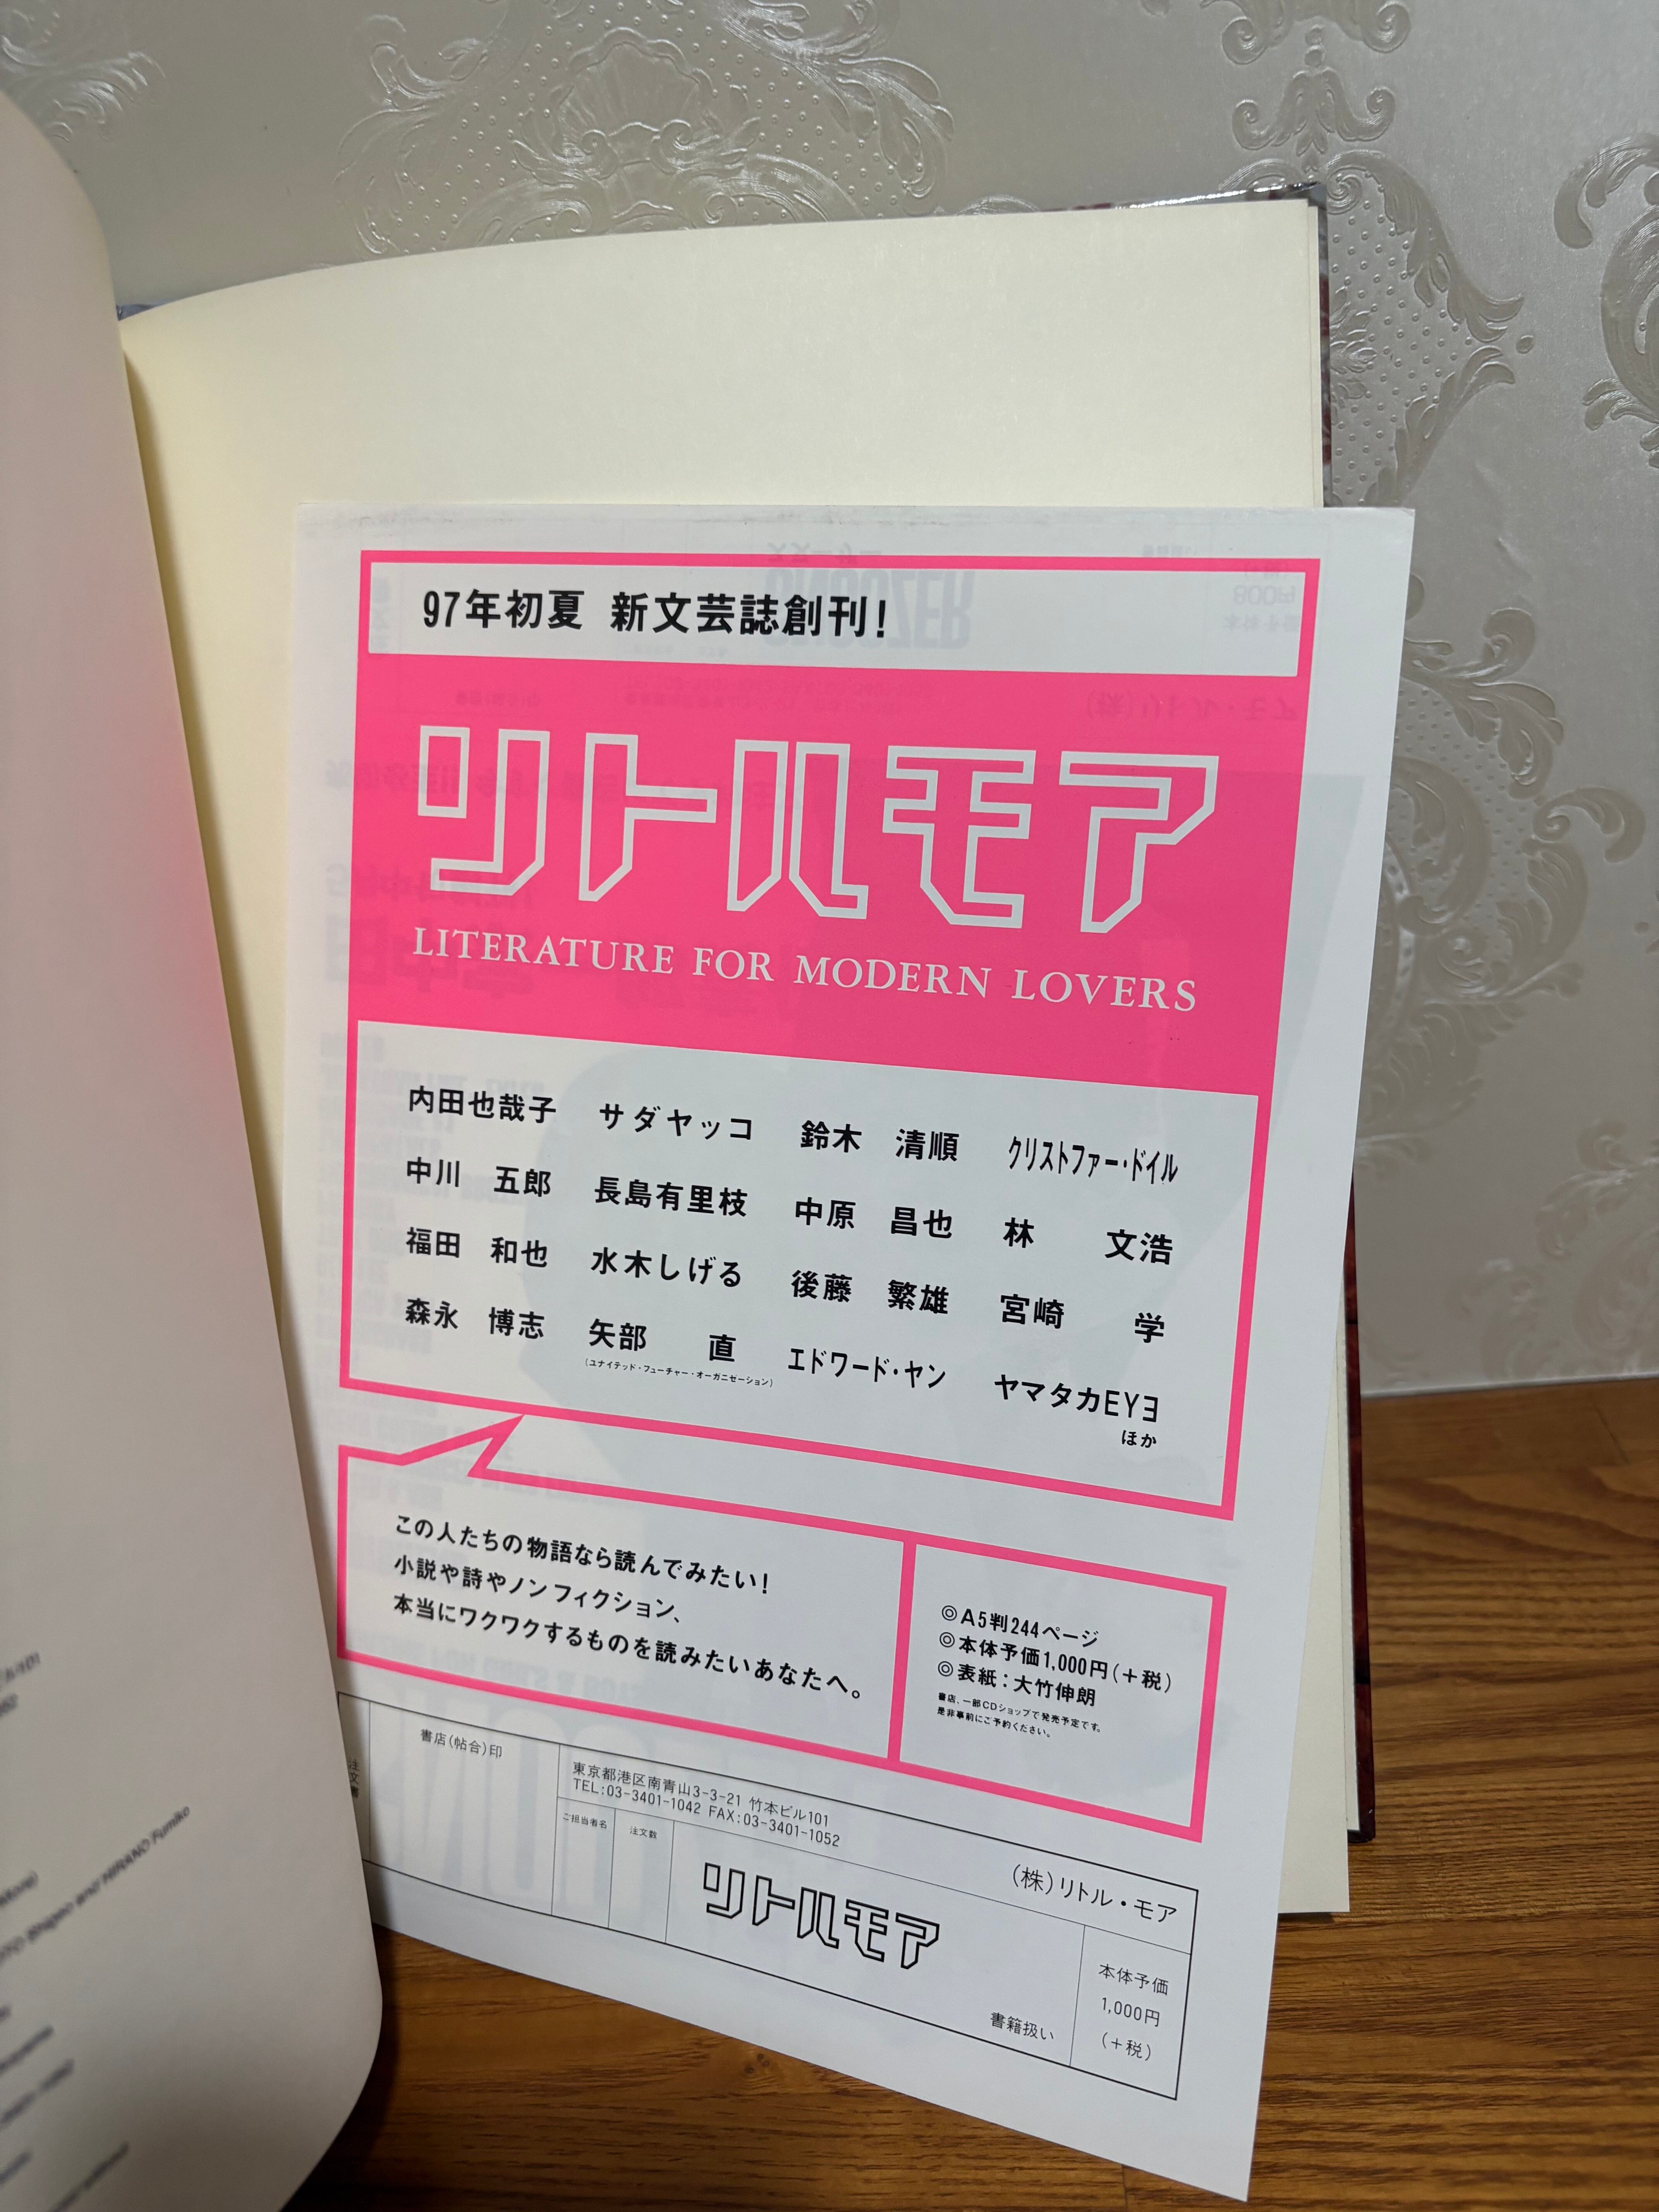 97年初夏 新文芸誌創刊!
リトルモア
LITERATURE FOR MODERN LOVERS
内田也哉子 サダヤッコ 鈴木 清順 クリストファー・ドイル
中川 五郎 長島有里枝 中原 昌也 林 文浩
福田 和也 水木しげる 後藤 繁雄 宮崎 学
森永 博志 矢部 直 エドワード・ヤン ヤマタカEYヨ
(ユナイテッド・フューチャー・オーガニゼーション)
ほか
この人たちの物語なら読んでみたい!
小説や詩やノンフィクション、
本当にワクワクするものを読みたいあなたへ。
◎A5判244ページ
◎本体予価1,000円(+税)
◎表紙:大竹伸朗
書店、一部CDショップで発売予定です。
是非事前にご予約ください。
注文書
書店(帖合)印
東京都港区南青山3-3-21 竹本ビル101
TEL:03-3401-1042 FAX:03-3401-1052
(株)リトル・モア
ご担当者名
注文数
リトルモア
書籍扱い
本体予価
1,000円
(+税)
and HIRANO Fumiko